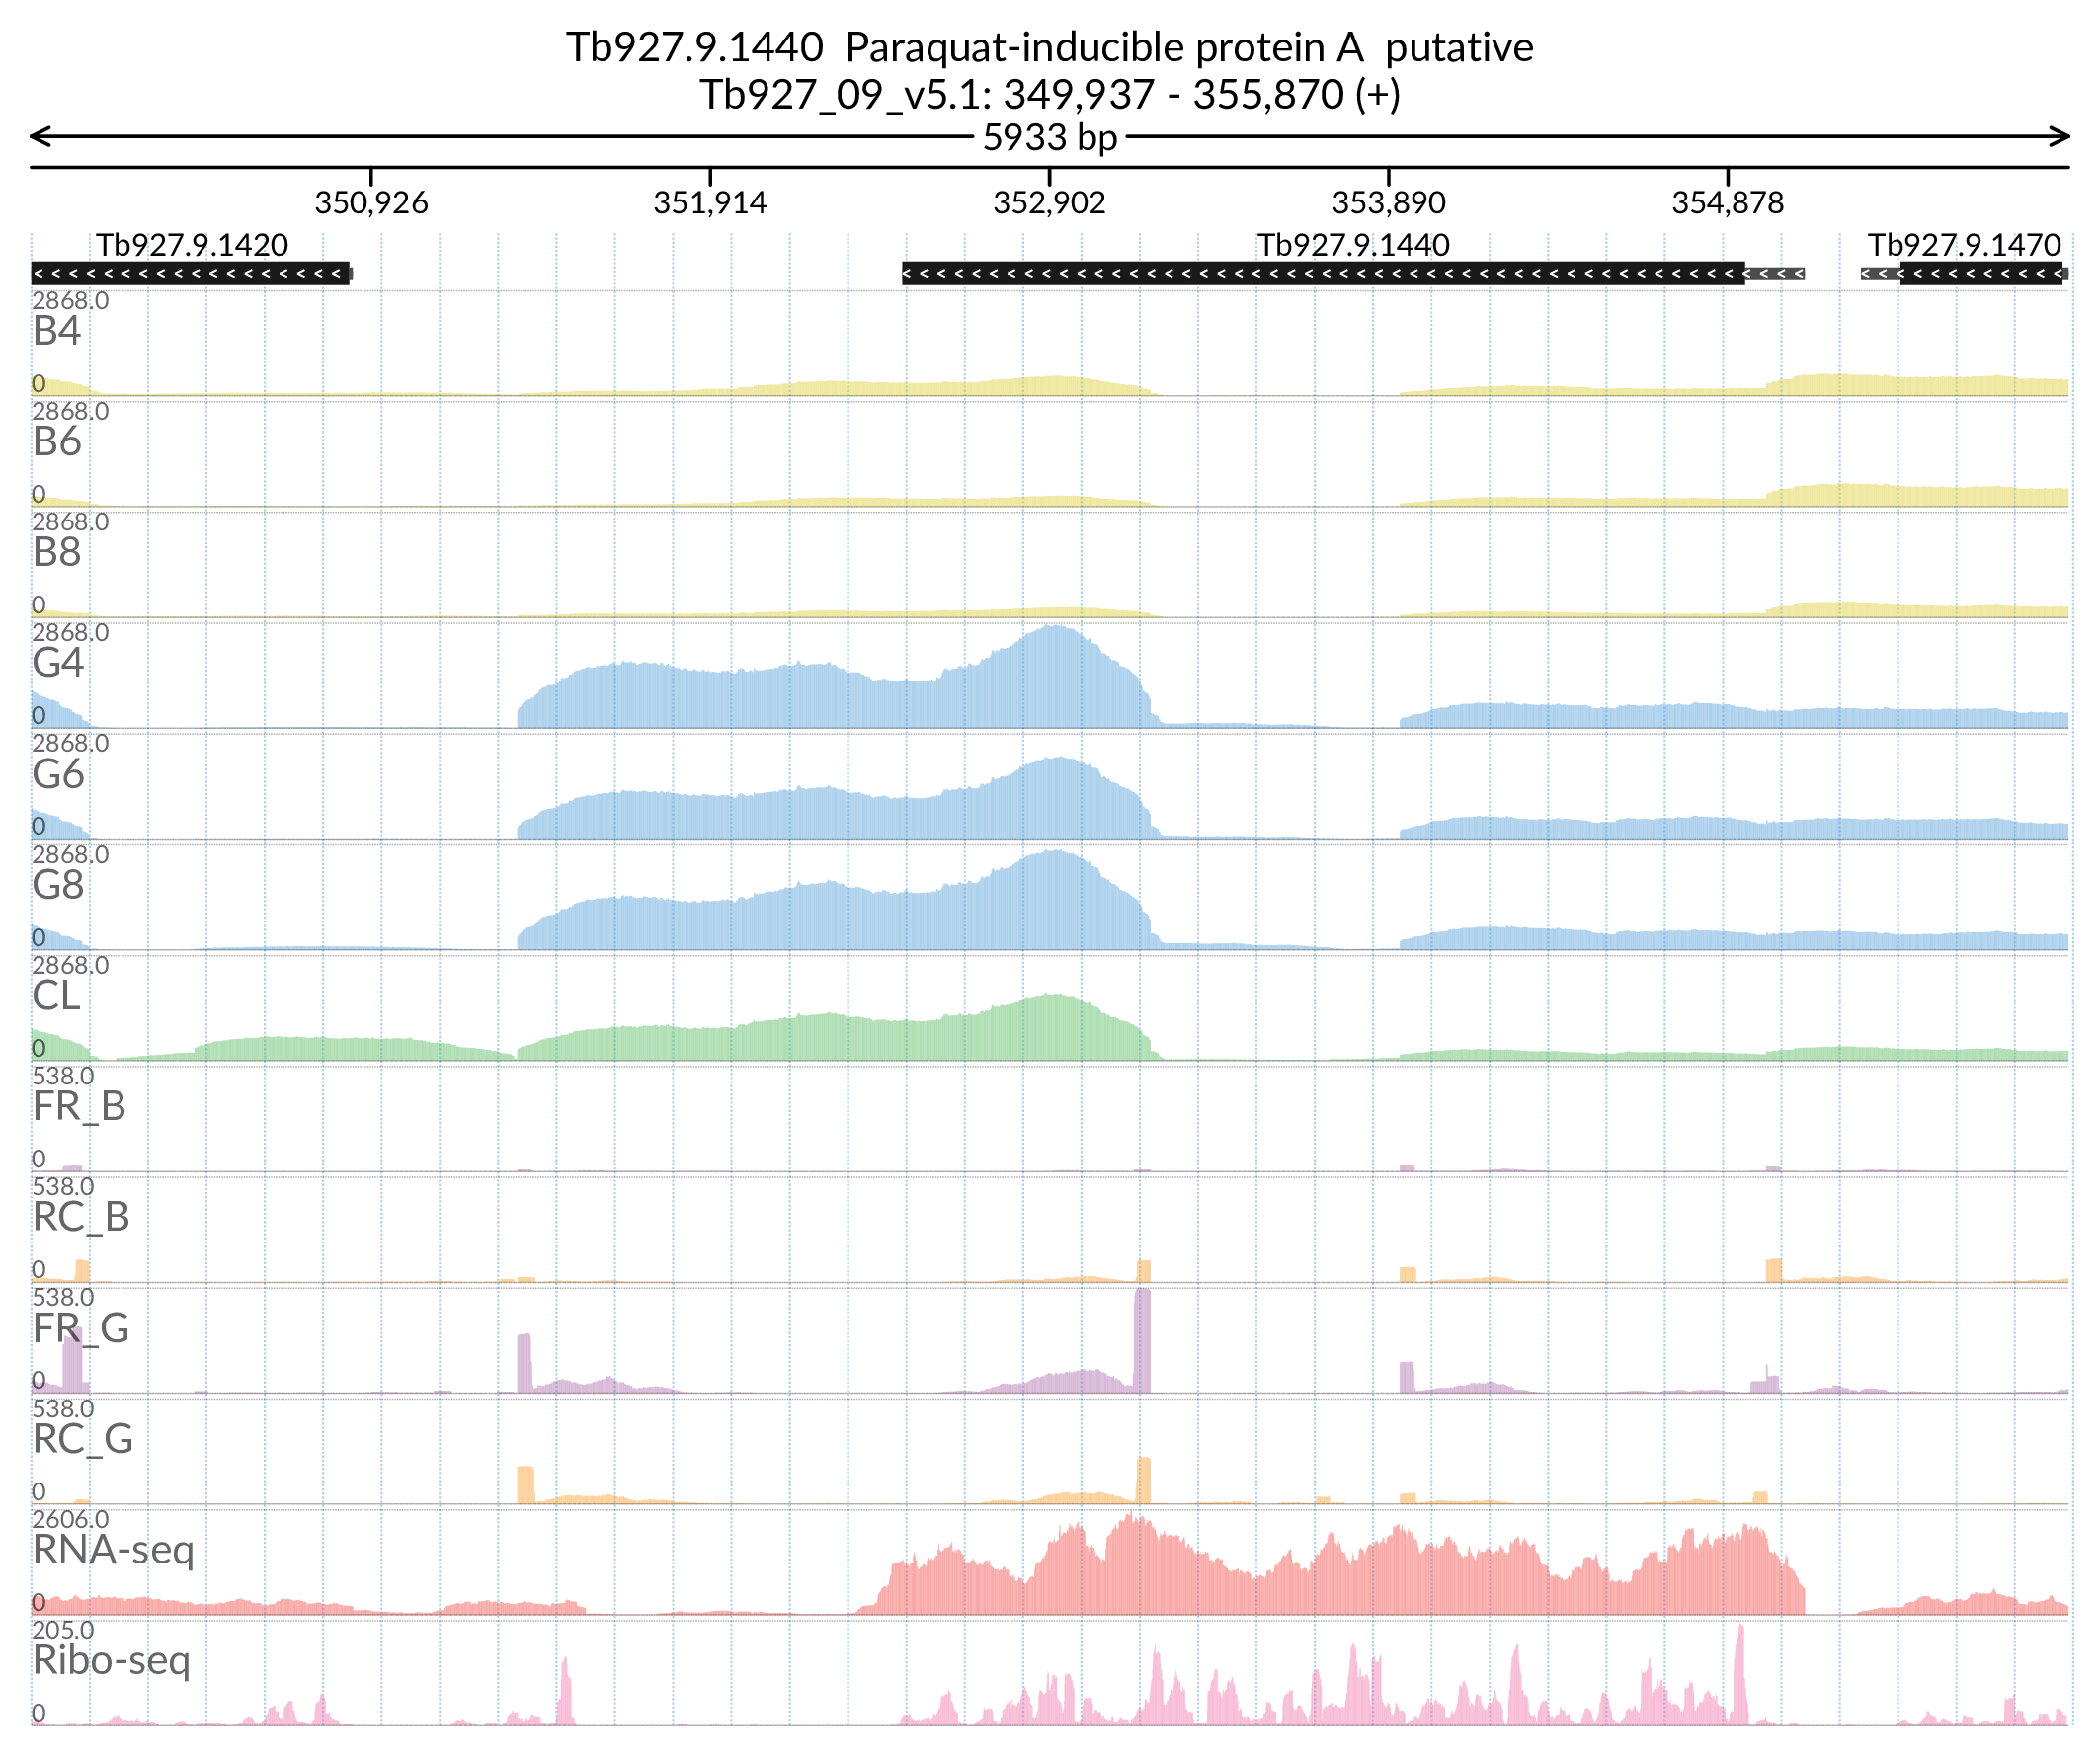 Tb927.9.1440  Paraquat-inducible protein A  putative
Tb927_09_v5.1: 349,937 - 355,870 (+)
5933 bp
350,926 351,914 352,902 353,890 354,878
Tb927.9.1420 Tb927.9.1440 Tb927.9.1470
2868.0
B4
0
2868.0
B6
0
2868.0
B8
0
2868.0
G4
0
2868.0
G6
0
2868.0
G8
0
2868.0
CL
0
538.0
FR_B
0
538.0
RC_B
0
538.0
FR_G
0
538.0
RC_G
0
2606.0
RNA-seq
0
205.0
Ribo-seq
0